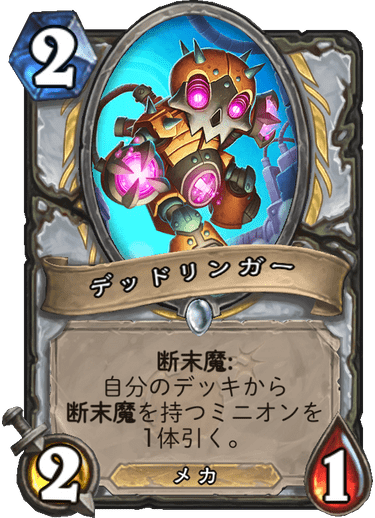 2
デッドリンガー
断末魔:
自分のデッキから
断末魔を持つミニオンを
1体引く。
メカ
2
1